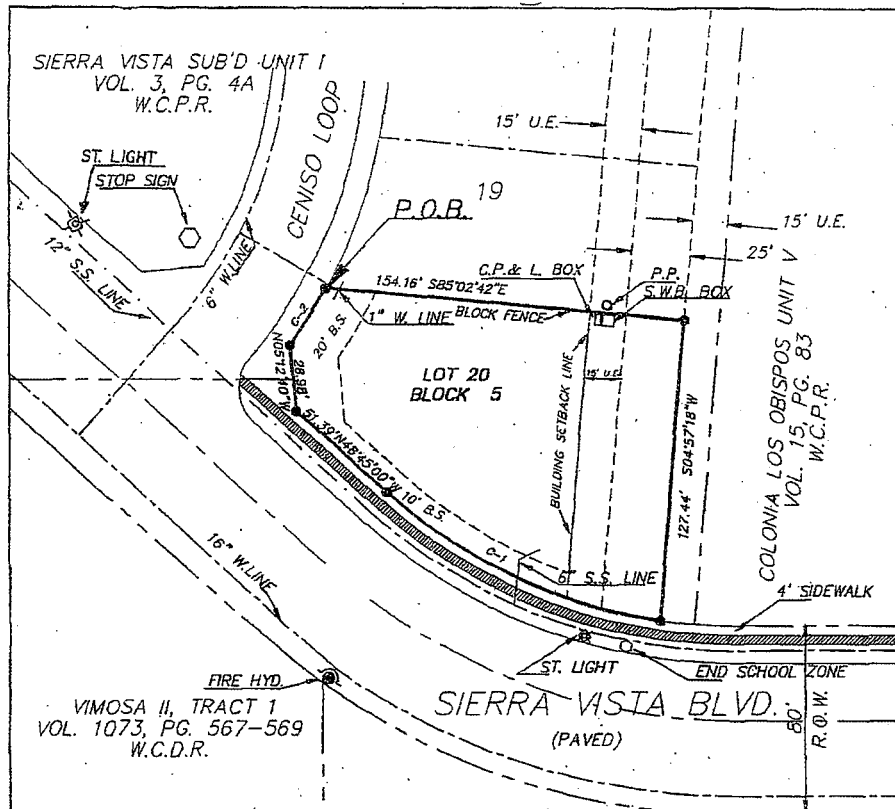 SIERRA VISTA SUB'D UNIT I
VOL. 3, PG. 4A
W.C.P.R.
ST. LIGHT
STOP SIGN
12" S.S. LINE
6" W.LINE
CENISO LOOP
P.O.B.
19
15' U.E.
15' U.E.
25'
C.P.& L. BOX
P.P.
S.W.B. BOX
154.16' S85°02'42"E
1" W. LINE
BLOCK FENCE
C-2
20' B.S.
N05°12'40"W
28.98'
LOT 20
BLOCK 5
BUILDING SETBACK LINE
15' U.E.
51.39' N48°45'00"W
10' B.S.
C-1
6" S.S. LINE
127.44' S04°57'18"W
COLONIA LOS OBISPOS UNIT V
VOL. 15, PG. 83
W.C.P.R.
4' SIDEWALK
16" W.LINE
FIRE HYD.
ST. LIGHT
END SCHOOL ZONE
VIMOSA II, TRACT 1
VOL. 1073, PG. 567-569
W.C.D.R.
SIERRA VISTA BLVD.
(PAVED)
80'
R.O.W.